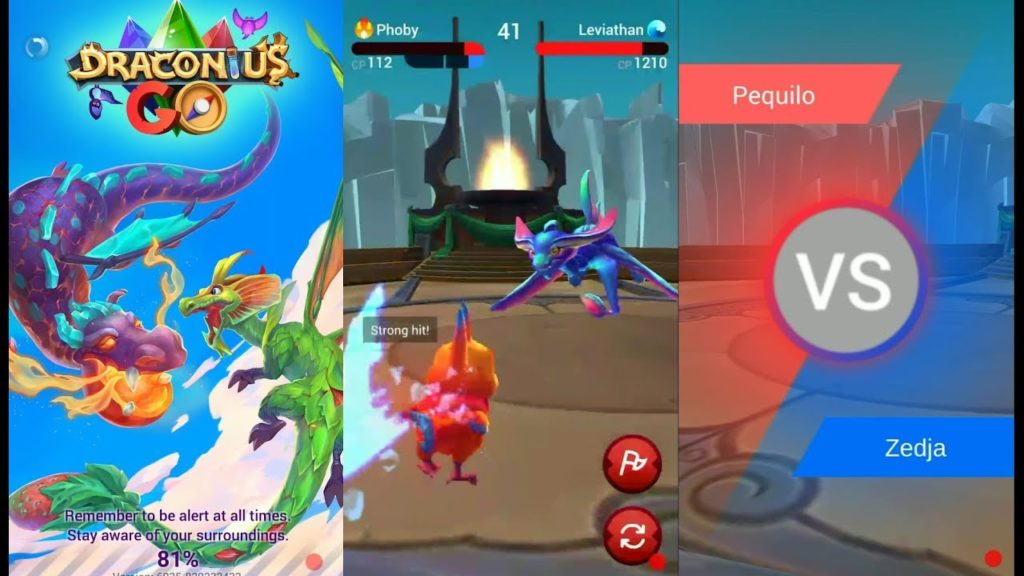 DRACONIUS
GO
Remember to be alert at all times.
Stay aware of your surroundings.
81%
Phoby
41
Leviathan
CP 112
CP 1210
Strong hit!
Pequilo
VS
Zedja